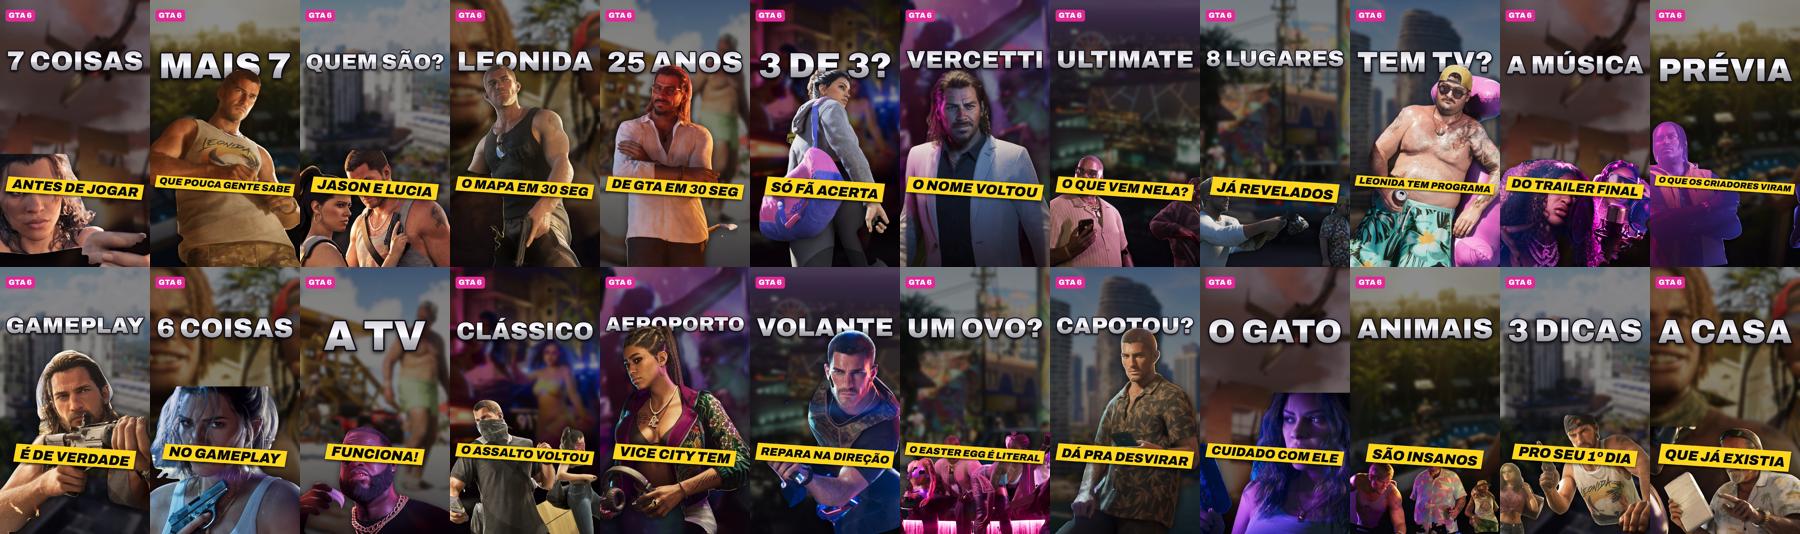 GTA 6
7 COISAS
ANTES DE JOGAR
GTA 6
MAIS 7
LEONIDA
QUE POUCA GENTE SABE
GTA 6
QUEM SÃO?
JASON E LUCIA
GTA 6
LEONIDA
O MAPA EM 30 SEG
GTA 6
25 ANOS
DE GTA EM 30 SEG
GTA 6
3 DE 3?
SÓ FÃ ACERTA
GTA 6
VERCETTI
O NOME VOLTOU
GTA 6
ULTIMATE
O QUE VEM NELA?
GTA 6
8 LUGARES
JÁ REVELADOS
GTA 6
TEM TV?
LEONIDA TEM PROGRAMA
GTA 6
A MÚSICA
DO TRAILER FINAL
GTA 6
PRÉVIA
O QUE OS CRIADORES VIRAM
GTA 6
GAMEPLAY
É DE VERDADE
GTA 6
6 COISAS
NO GAMEPLAY
GTA 6
A TV
FUNCIONA!
GTA 6
CLÁSSICO
O ASSALTO VOLTOU
GTA 6
AEROPORTO
VICE CITY TEM
GTA 6
VOLANTE
REPARA NA DIREÇÃO
GTA 6
UM OVO?
O EASTER EGG É LITERAL
GTA 6
CAPOTOU?
DÁ PRA DESVIRAR
GTA 6
O GATO
CUIDADO COM ELE
GTA 6
ANIMAIS
SÃO INSANOS
GTA 6
3 DICAS
PRO SEU 1º DIA
LEONIDA
GTA 6
A CASA
QUE JÁ EXISTIA